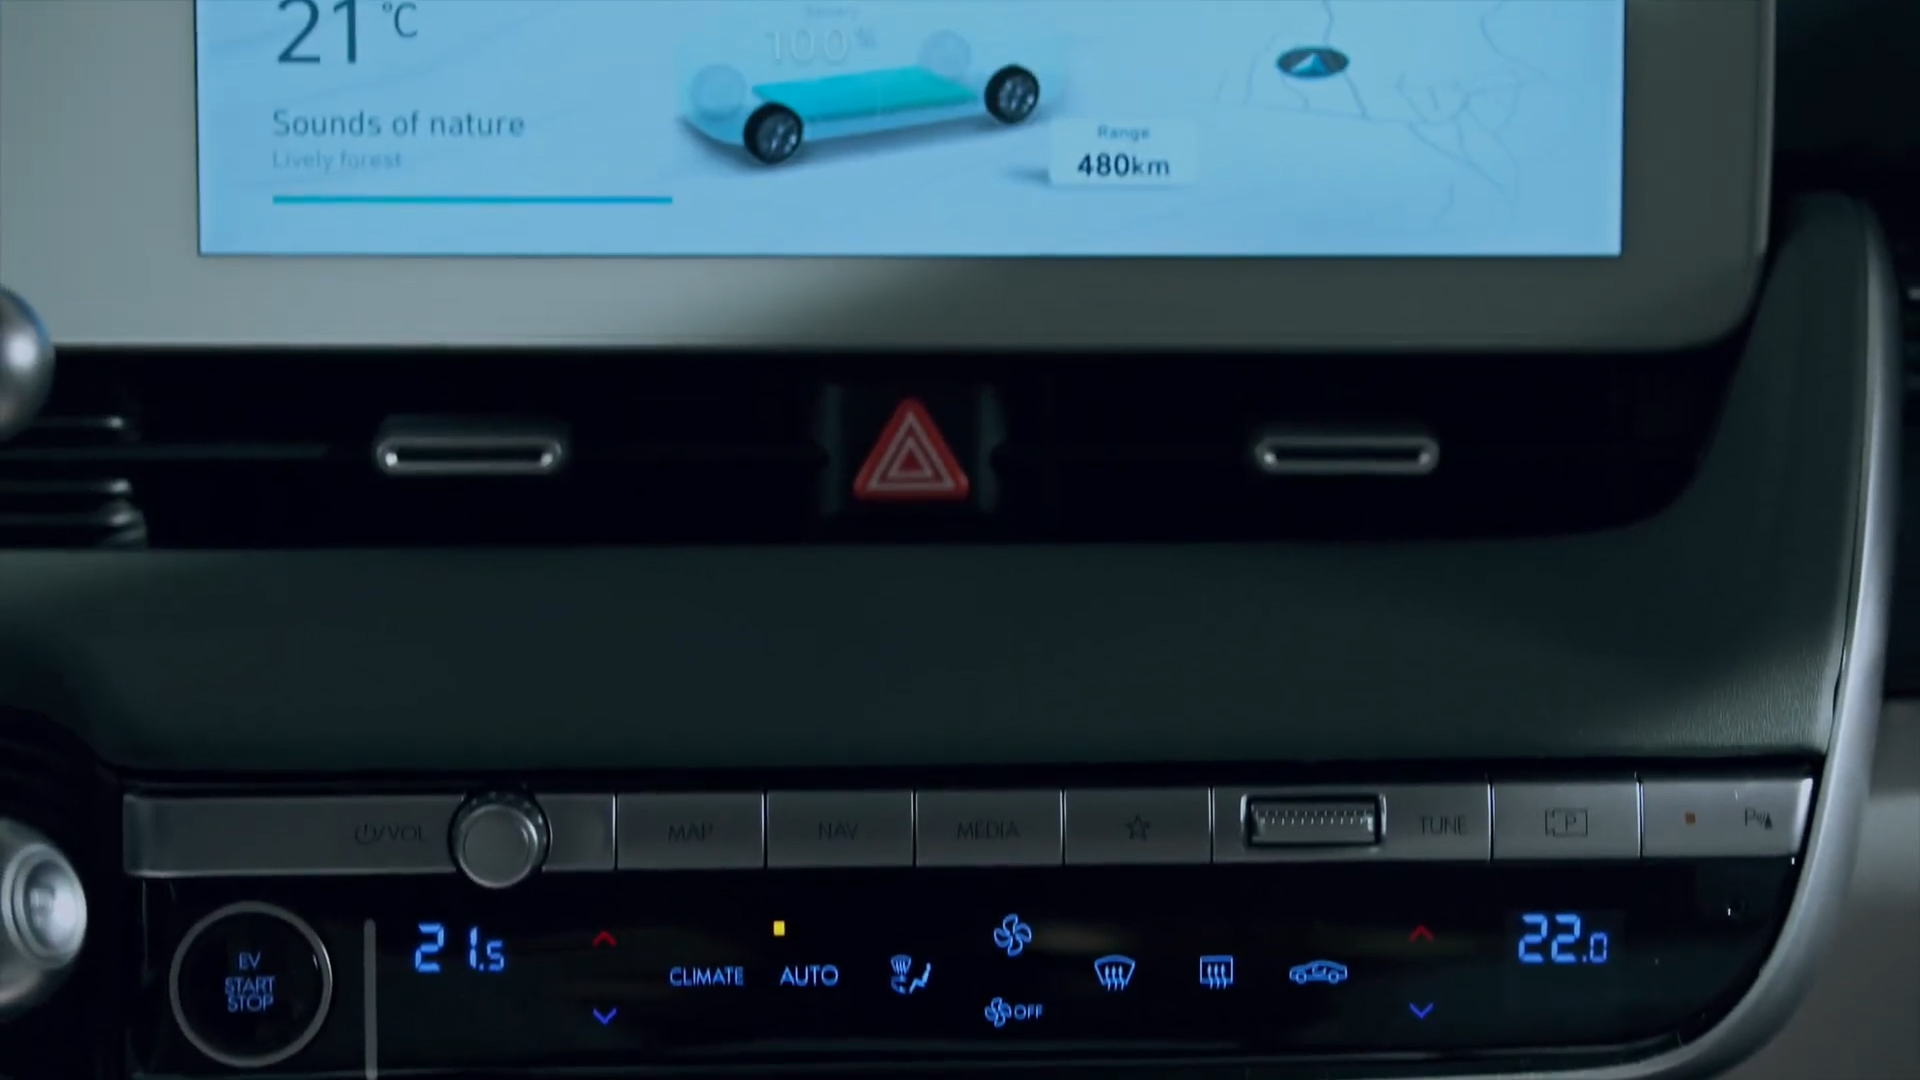 21 °C
Battery
100%
Sounds of nature
Lively forest
Range
480km
⏻/VOL
MAP
NAV
MEDIA
☆
TUNE
P
P
EV
START
STOP
21.5
CLIMATE
AUTO
OFF
22.0